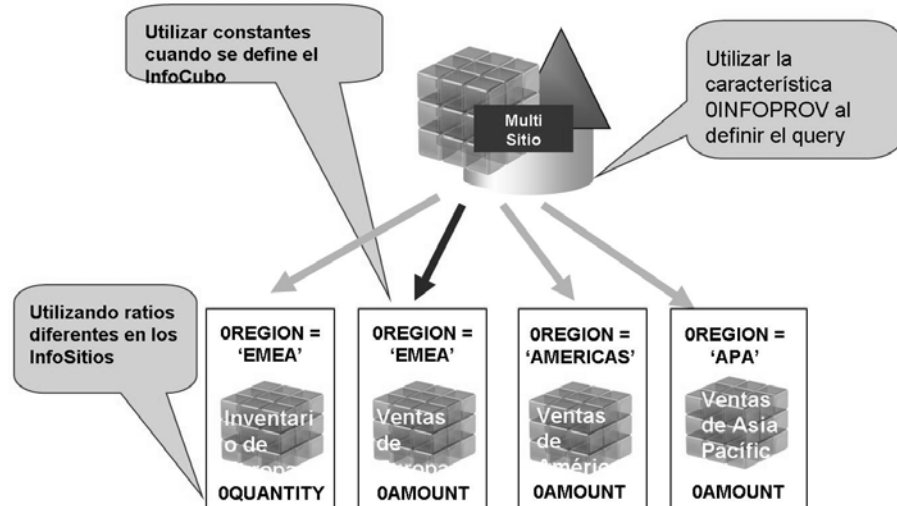 Utilizar constantes
cuando se define el
InfoCubo
Multi
Sitio
Utilizar la
característica
0INFOPROV al
definir el query
Utilizando ratios
diferentes en los
InfoSitios
0REGION =
‘EMEA’
Inventari
o de
0QUANTITY
0REGION =
‘EMEA’
Ventas
de
0AMOUNT
0REGION =
‘AMERICAS’
Ventas
de
Améric
0AMOUNT
0REGION =
‘APA’
Ventas
de Asia
Pacífic
0AMOUNT